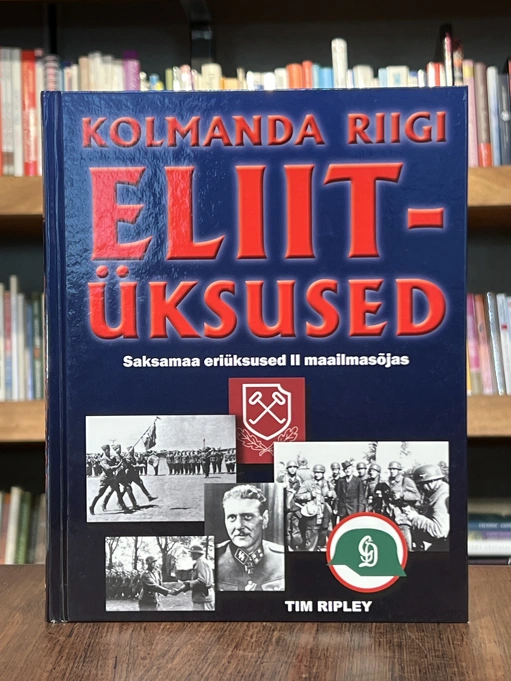 KOLMANDA RIIGI
ELIIT-
ÜKSUSED
Saksamaa eriüksused II maailmasõjas
TIM RIPLEY